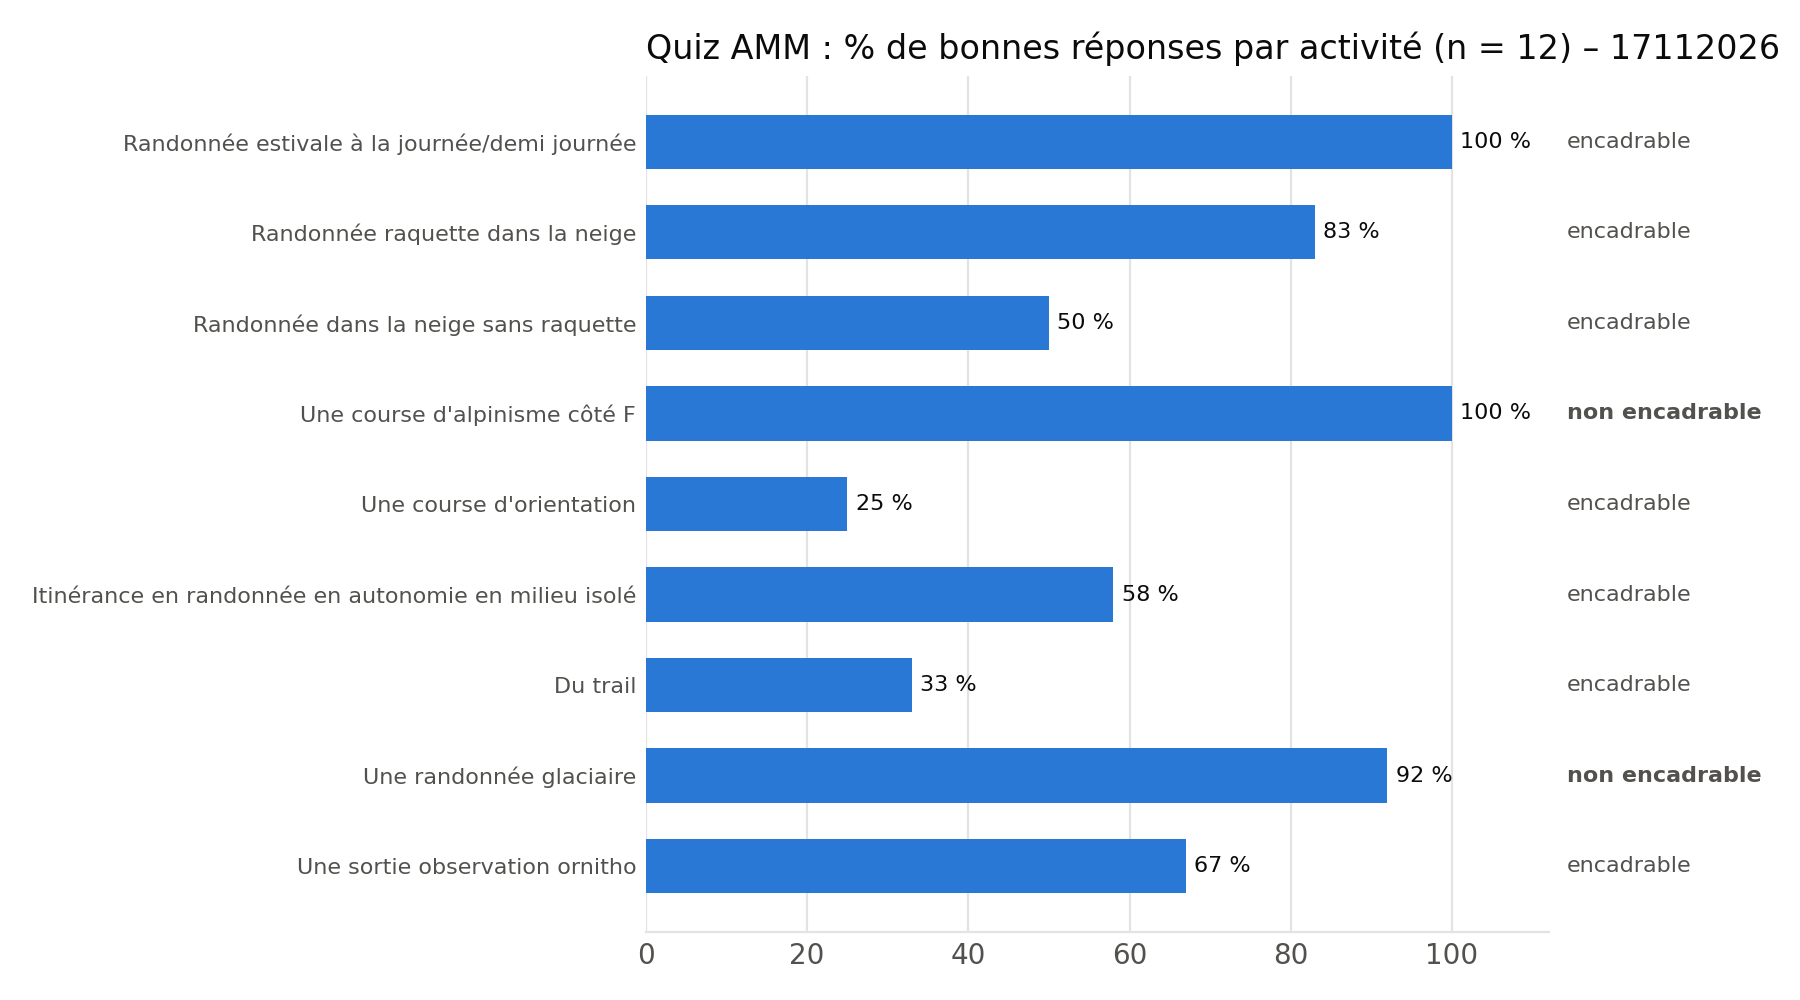 Quiz AMM : % de bonnes réponses par activité (n = 12) – 17112026
Randonnée estivale à la journée/demi journée 100 % encadrable
Randonnée raquette dans la neige 83 % encadrable
Randonnée dans la neige sans raquette 50 % encadrable
Une course d'alpinisme côté F 100 % non encadrable
Une course d'orientation 25 % encadrable
Itinérance en randonnée en autonomie en milieu isolé 58 % encadrable
Du trail 33 % encadrable
Une randonnée glaciaire 92 % non encadrable
Une sortie observation ornitho 67 % encadrable
0 20 40 60 80 100